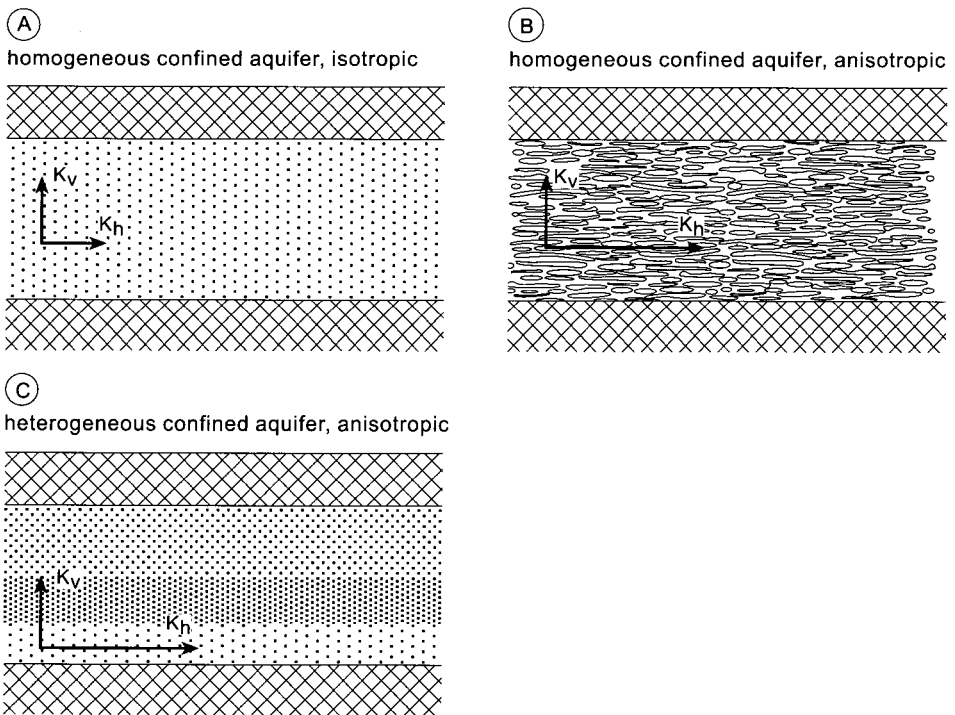 A
homogeneous confined aquifer, isotropic
Kv
Kh
B
homogeneous confined aquifer, anisotropic
Kv
Kh
C
heterogeneous confined aquifer, anisotropic
Kv
Kh